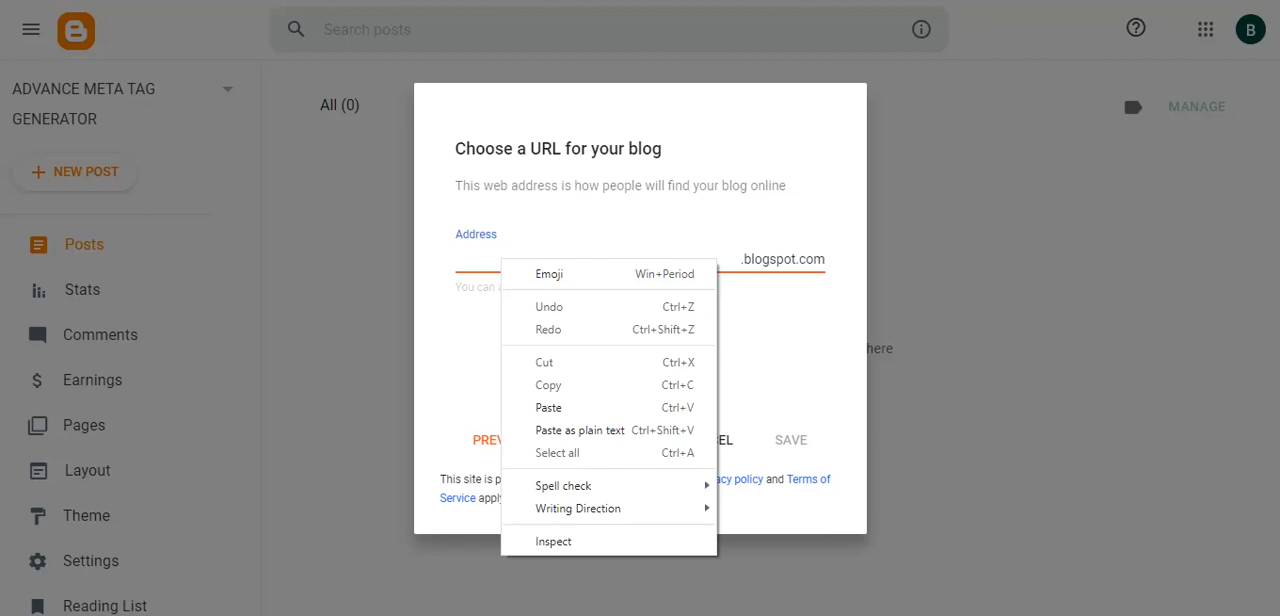 Search posts
B
ADVANCE META TAG
GENERATOR
All (0)
MANAGE
NEW POST
Choose a URL for your blog
This web address is how people will find your blog online
Address
.blogspot.com
You can a
Emoji Win+Period
Undo Ctrl+Z
Redo Ctrl+Shift+Z
Cut Ctrl+X
Copy Ctrl+C
Paste Ctrl+V
Paste as plain text Ctrl+Shift+V
Select all Ctrl+A
Spell check
Writing Direction
Inspect
here
PREV
EL
SAVE
This site is p
acy policy and Terms of
Service apply
Posts
Stats
Comments
Earnings
Pages
Layout
Theme
Settings
Reading List